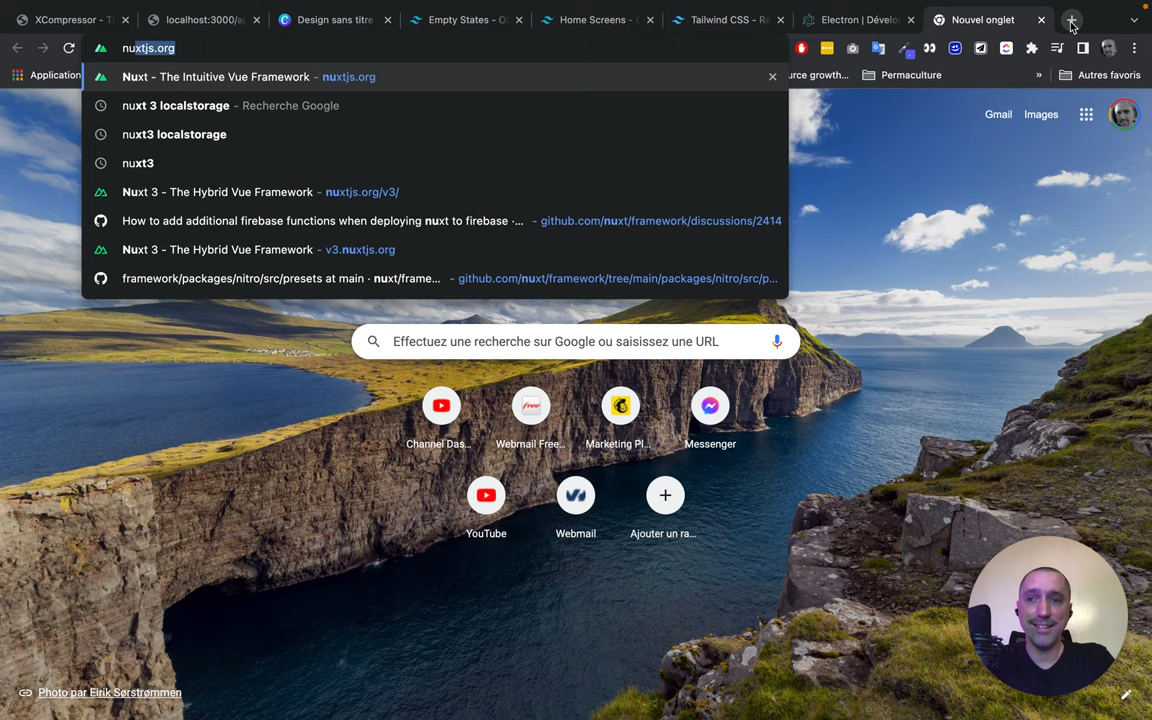 XCompressor - T
localhost:3000/a
Design sans titre
Empty States - O
Home Screens -
Tailwind CSS - Ra
Electron | Dévelo
Nouvel onglet
nuxtjs.org
Application
urce growth...
Permaculture
»
Autres favoris
Nuxt - The Intuitive Vue Framework - nuxtjs.org
nuxt 3 localstorage - Recherche Google
nuxt3 localstorage
nuxt3
Nuxt 3 - The Hybrid Vue Framework - nuxtjs.org/v3/
How to add additional firebase functions when deploying nuxt to firebase ·... - github.com/nuxt/framework/discussions/2414
Nuxt 3 - The Hybrid Vue Framework - v3.nuxtjs.org
framework/packages/nitro/src/presets at main · nuxt/frame... - github.com/nuxt/framework/tree/main/packages/nitro/src/p...
Gmail Images
Effectuez une recherche sur Google ou saisissez une URL
free
Channel Das...
Webmail Free...
Marketing Pl...
Messenger
YouTube
Webmail
Ajouter un ra...
Photo par Eirik Sørstrømmen